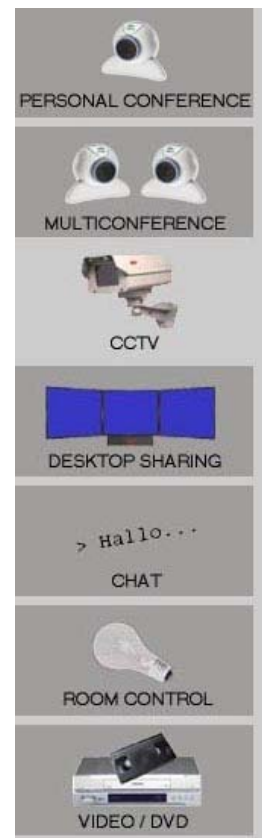 PERSONAL CONFERENCE
MULTICONFERENCE
CCTV
DESKTOP SHARING
> Hallo...
CHAT
ROOM CONTROL
VIDEO / DVD